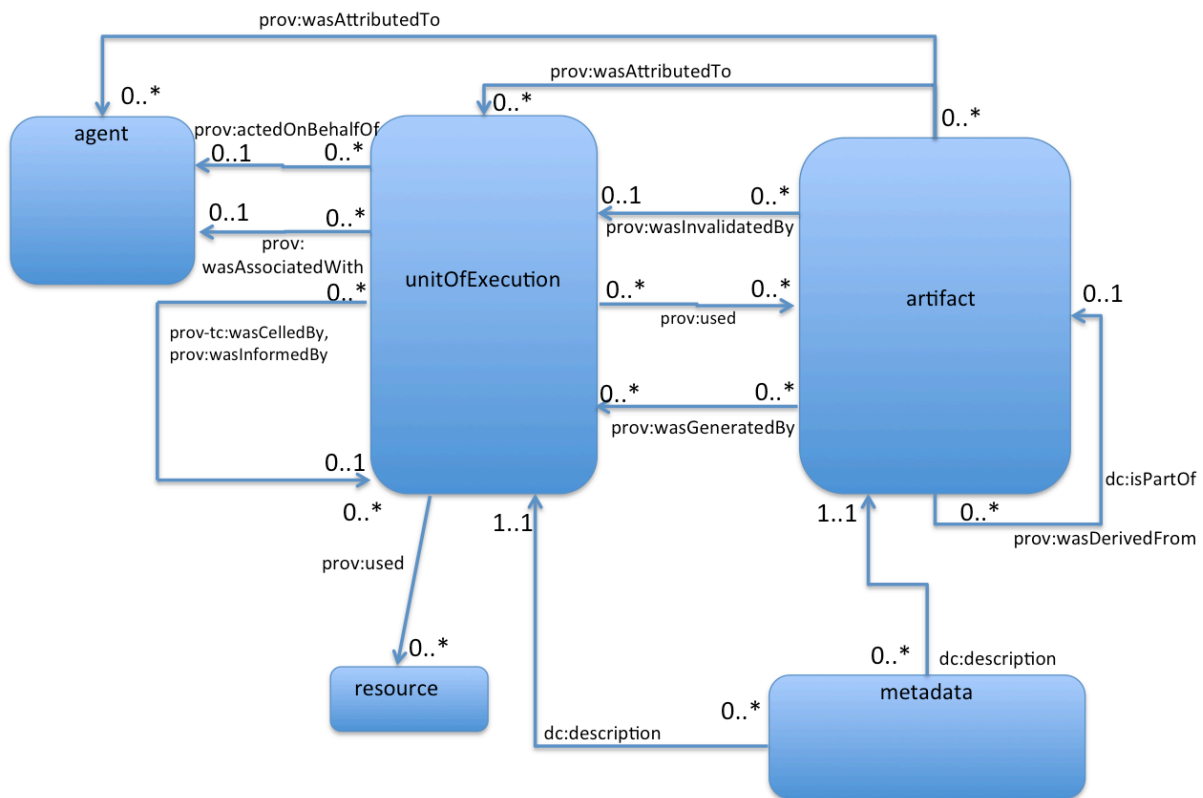 prov:wasAttributedTo
prov:wasAttributedTo
0..*
0..*
0..*
agent
prov:actedOnBehalfOf
0..1
0..*
0..1
0..*
prov:wasInvalidatedBy
0..1
0..*
prov:
wasAssociatedWith
unitOfExecution
artifact
0..*
0..*
0..*
0..1
prov:used
prov-tc:wasCelledBy,
prov:wasInformedBy
0..*
0..*
prov:wasGeneratedBy
0..1
dc:isPartOf
0..*
1..1
1..1
0..*
prov:wasDerivedFrom
prov:used
0..*
0..*
dc:description
resource
metadada
0..*
dc:description